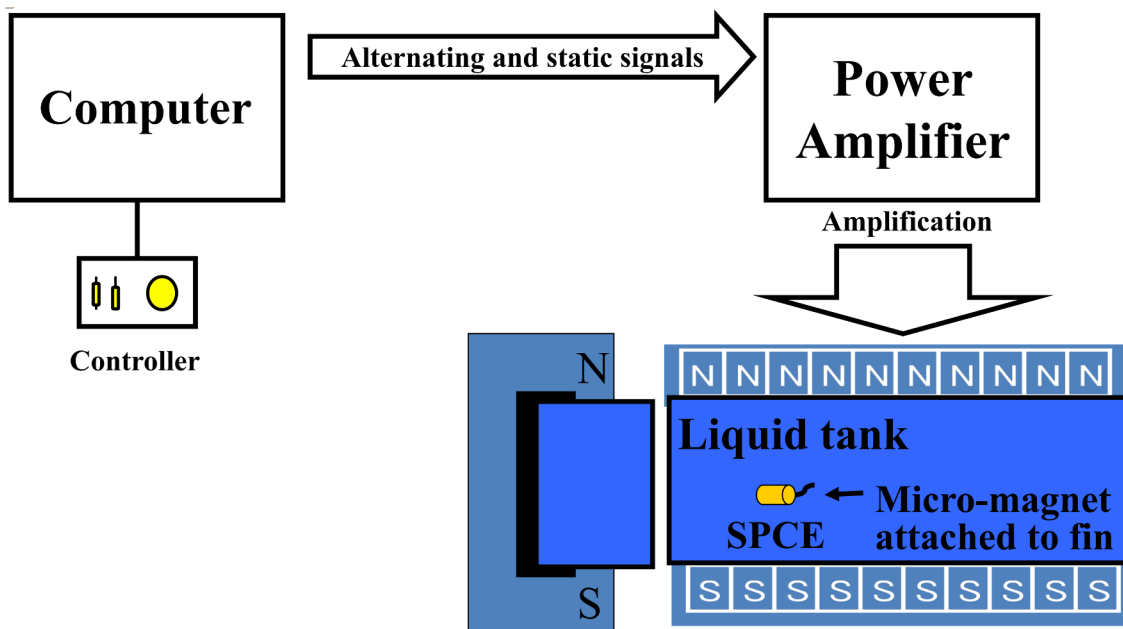 Computer
Alternating and static signals
Power
Amplifier
Amplification
Controller
N
N N N N N N N N N N
Liquid tank
Micro-magnet
SPCE
attached to fin
S
S S S S S S S S S S